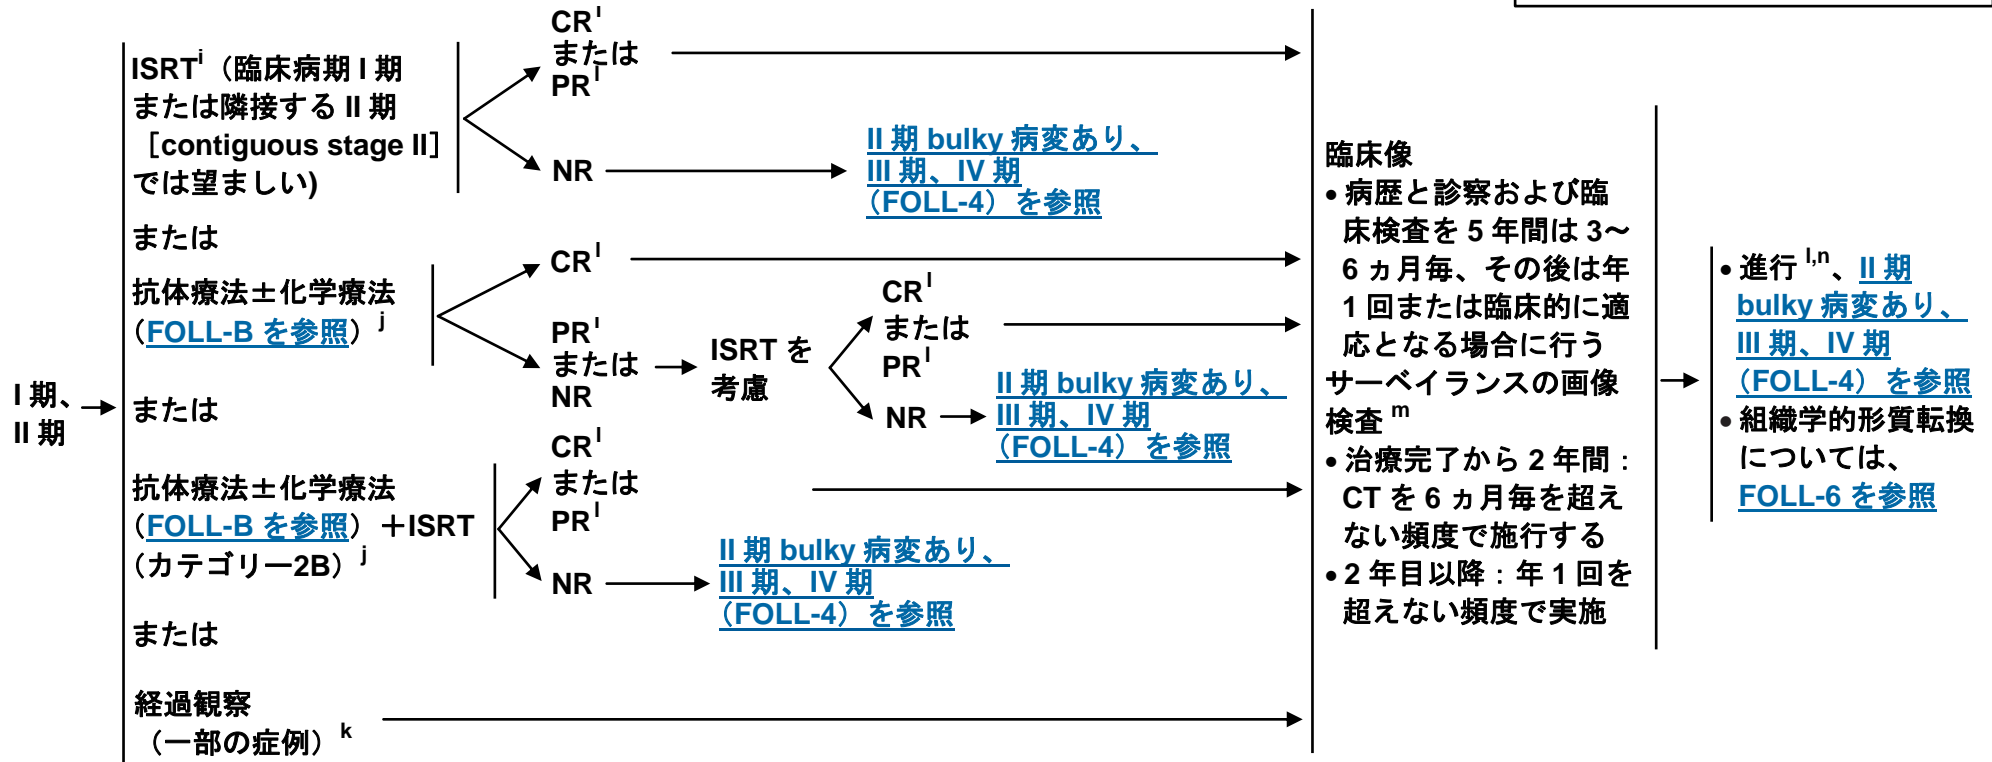 I 期、
II 期
ISRT^i（臨床病期 I 期
または隣接する II 期
［contiguous stage II］
では望ましい)
または
抗体療法±化学療法
（FOLL-B を参照）^j
または
抗体療法±化学療法
（FOLL-B を参照）＋ISRT
（カテゴリー2B）^j
または
経過観察
（一部の症例）^k
CR^l
または
PR^l
NR
II 期 bulky 病変あり、
III 期、IV 期
（FOLL-4）を参照
CR^l
PR^l
または
NR
ISRT を
考慮
CR^l
または
PR^l
NR
II 期 bulky 病変あり、
III 期、IV 期
（FOLL-4）を参照
CR^l
または
PR^l
NR
II 期 bulky 病変あり、
III 期、IV 期
（FOLL-4）を参照
臨床像
• 病歴と診察および臨
床検査を 5 年間は 3～
6 ヵ月毎、その後は年
1 回または臨床的に適
応となる場合に行う
サーベイランスの画像
検査 ^m
• 治療完了から 2 年間：
CT を 6 ヵ月毎を超え
ない頻度で施行する
• 2 年目以降：年 1 回を
超えない頻度で実施
• 進行 ^l,n、II 期
bulky 病変あり、
III 期、IV 期
（FOLL-4）を参照
• 組織学的形質転換
については、
FOLL-6 を参照